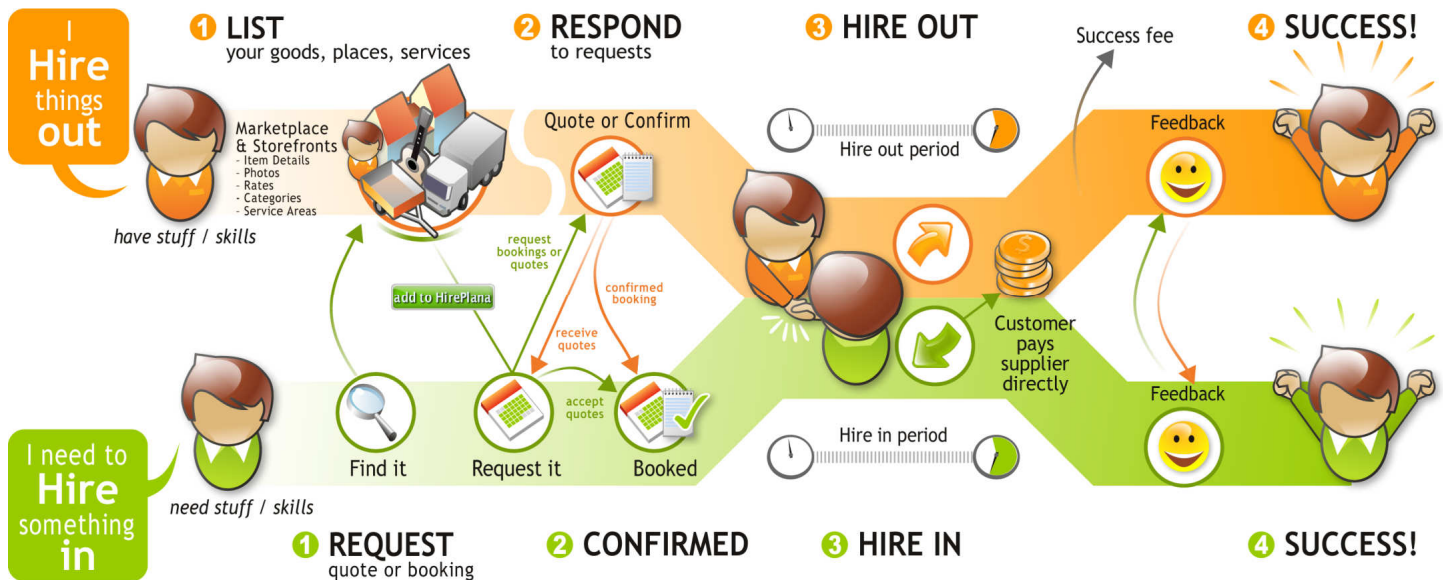 I
Hire
things
out
1 LIST
your goods, places, services
2 RESPOND
to requests
3 HIRE OUT
Success fee
4 SUCCESS!
Marketplace
& Storefronts
- Item Details
- Photos
- Rates
- Categories
- Service Areas
have stuff / skills
Quote or Confirm
Hire out period
Feedback
request
bookings or
quotes
add to HirePlana
confirmed
booking
receive
quotes
accept
quotes
$
Customer
pays
supplier
directly
Find it
Request it
Booked
Hire in period
Feedback
I need to
Hire
something
in
need stuff / skills
1 REQUEST
quote or booking
2 CONFIRMED
3 HIRE IN
4 SUCCESS!